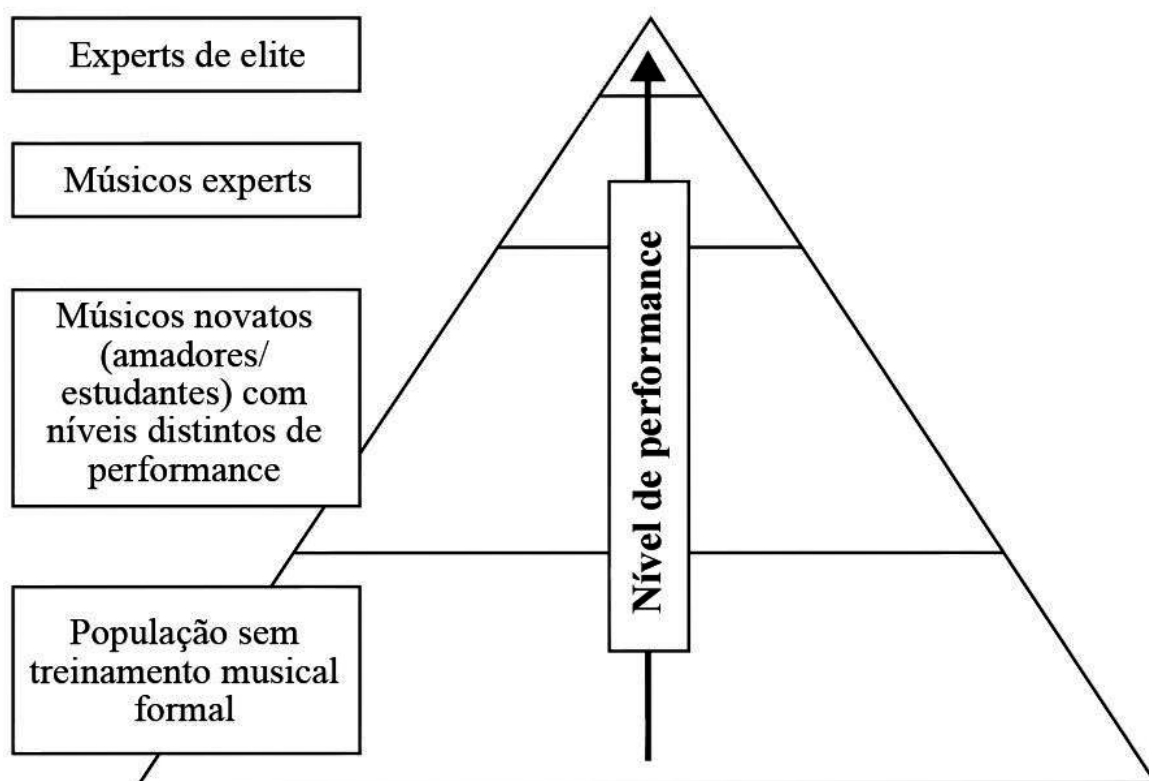 Experts de elite
Músicos experts
Músicos novatos
(amadores/
estudantes) com
níveis distintos de
performance
População sem
treinamento musical
formal
Nível de performance